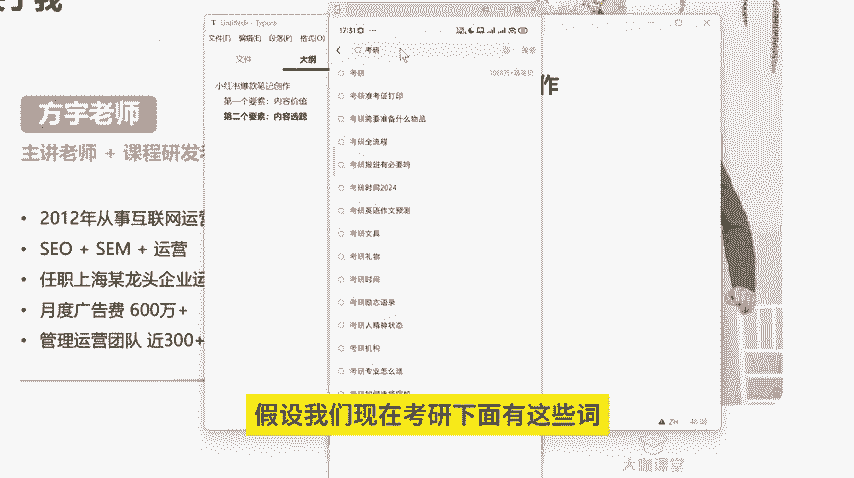 于我
方宇老师
主讲老师 + 课程研发
• 2012年从事互联网运营
• SEO + SEM + 运营
• 任职上海某龙头企业运
• 月度广告费 600万+
• 管理运营团队 近300+
Untitled - Typora
文件(F) 编辑(E) 段落(P) 格式(O)
文件
大纲
小红书爆款笔记创作
第一个要素：内容价值
第二个要素：内容选题
作
17:31
考研
搜索
考研
考研准考证打印
考研需要准备什么物品
考研全流程
考研报班有必要吗
考研时间2024
考研英语作文预测
考研文具
考研礼物
考研时间
考研励志语录
考研人精神状态
考研机构
考研专业怎么选
假设我们现在考研下面有这些词
大咖课堂